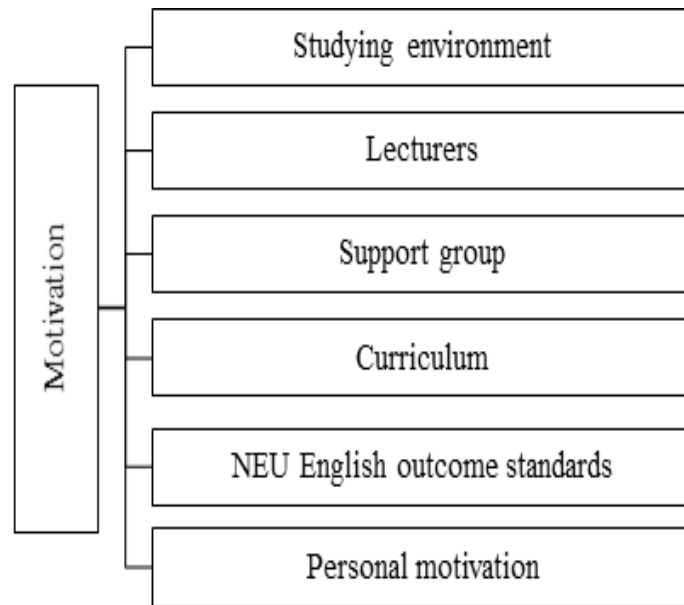 Motivation
Studying environment
Lecturers
Support group
Curriculum
NEU English outcome standards
Personal motivation